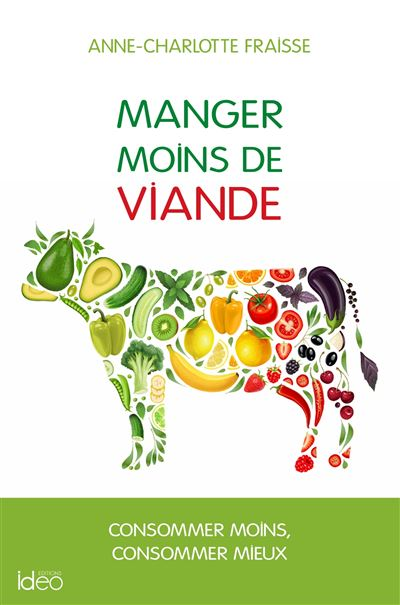 ANNE-CHARLOTTE FRAISSE
MANGER
MOINS DE
VIANDE
CONSOMMER MOINS,
CONSOMMER MIEUX
EDITIONS
ideo